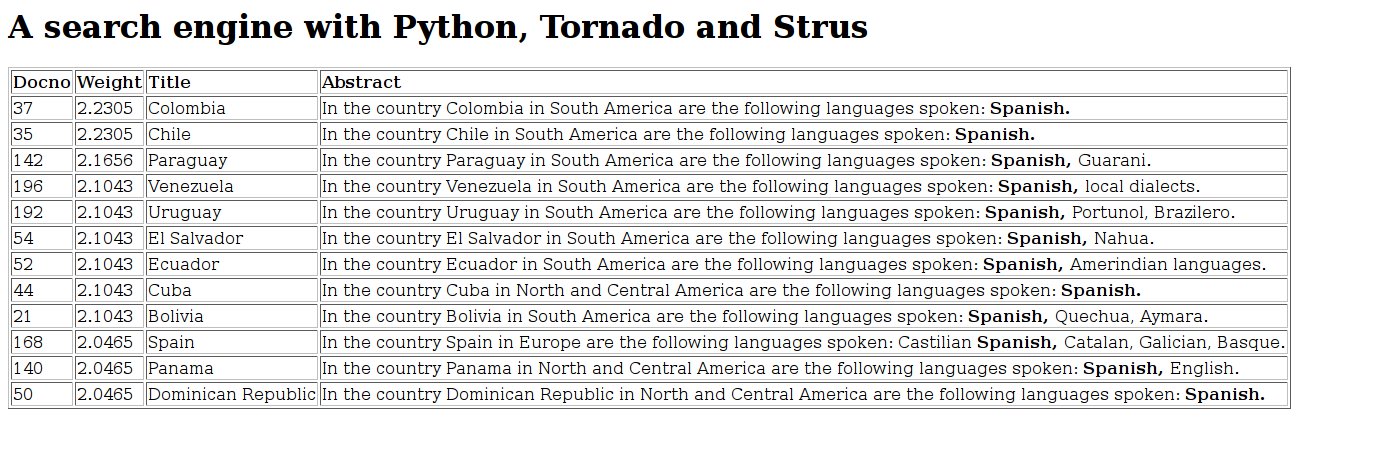 A search engine with Python, Tornado and Strus
Docno Weight Title Abstract
37 2.2305 Colombia In the country Colombia in South America are the following languages spoken: Spanish.
35 2.2305 Chile In the country Chile in South America are the following languages spoken: Spanish.
142 2.1656 Paraguay In the country Paraguay in South America are the following languages spoken: Spanish, Guarani.
196 2.1043 Venezuela In the country Venezuela in South America are the following languages spoken: Spanish, local dialects.
192 2.1043 Uruguay In the country Uruguay in South America are the following languages spoken: Spanish, Portunol, Brazilero.
54 2.1043 El Salvador In the country El Salvador in South America are the following languages spoken: Spanish, Nahua.
52 2.1043 Ecuador In the country Ecuador in South America are the following languages spoken: Spanish, Amerindian languages.
44 2.1043 Cuba In the country Cuba in North and Central America are the following languages spoken: Spanish.
21 2.1043 Bolivia In the country Bolivia in South America are the following languages spoken: Spanish, Quechua, Aymara.
168 2.0465 Spain In the country Spain in Europe are the following languages spoken: Castilian Spanish, Catalan, Galician, Basque.
140 2.0465 Panama In the country Panama in North and Central America are the following languages spoken: Spanish, English.
50 2.0465 Dominican Republic In the country Dominican Republic in North and Central America are the following languages spoken: Spanish.